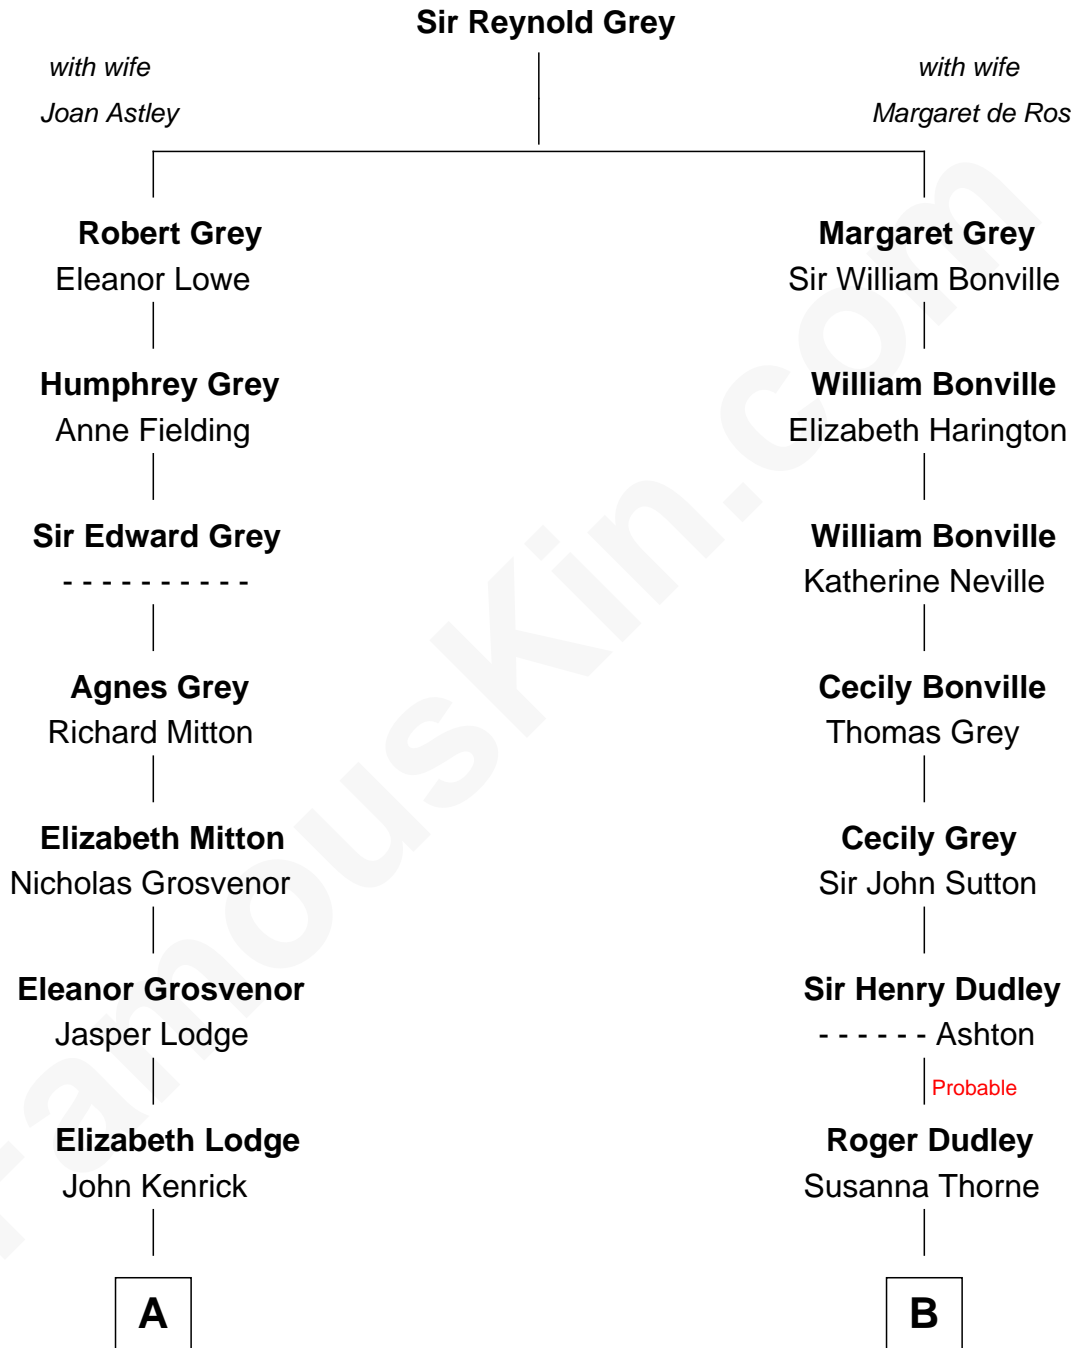 Sir Reynold Grey
with wife
Joan Astley
with wife
Margaret de Ros
Robert Grey
Eleanor Lowe
Margaret Grey
Sir William Bonville
Humphrey Grey
Anne Fielding
William Bonville
Elizabeth Harington
Sir Edward Grey
- - - - - - - - - -
William Bonville
Katherine Neville
Agnes Grey
Richard Mitton
Cecily Bonville
Thomas Grey
Elizabeth Mitton
Nicholas Grosvenor
Cecily Grey
Sir John Sutton
Eleanor Grosvenor
Jasper Lodge
Sir Henry Dudley
- - - - - - Ashton
Probable
Elizabeth Lodge
John Kenrick
Roger Dudley
Susanna Thorne
A
B
FamousKin.com